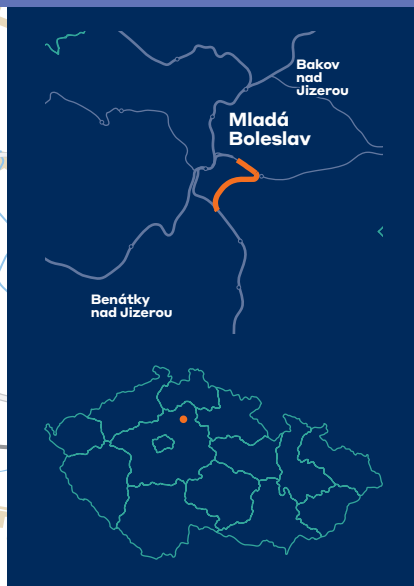 Bakov
nad
Jizerou
Mladá
Boleslav
Benátky
nad Jizerou